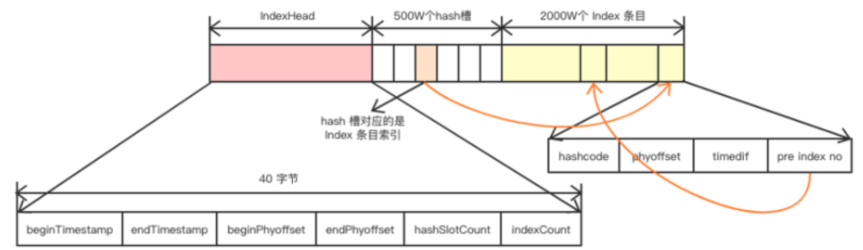 IndexHead
500W个hash槽
2000W个 Index 条目
hash 槽对应的是
Index 条目索引
hashcode
phyoffset
timedif
pre index no
40 字节
beginTimestamp
endTimestamp
beginPhyoffset
endPhyoffset
hashSlotCount
indexCount